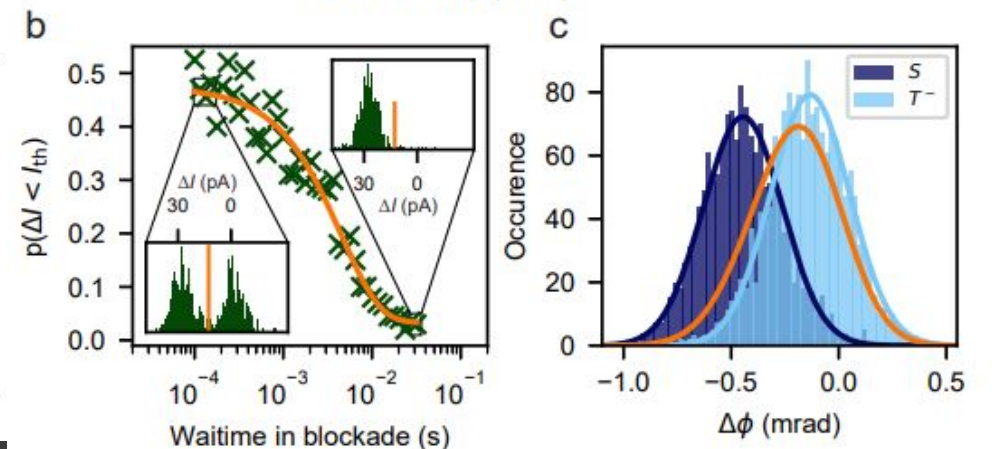 b
p(ΔI < I_th)
0.5
0.4
0.3
0.2
0.1
0.0
10⁻⁴ 10⁻³ 10⁻² 10⁻¹
Waitime in blockade (s)
ΔI (pA)
30 0
30 0
ΔI (pA)
c
Occurence
80
60
40
20
0
−1.0 −0.5 0.0 0.5
Δϕ (mrad)
S
T⁻